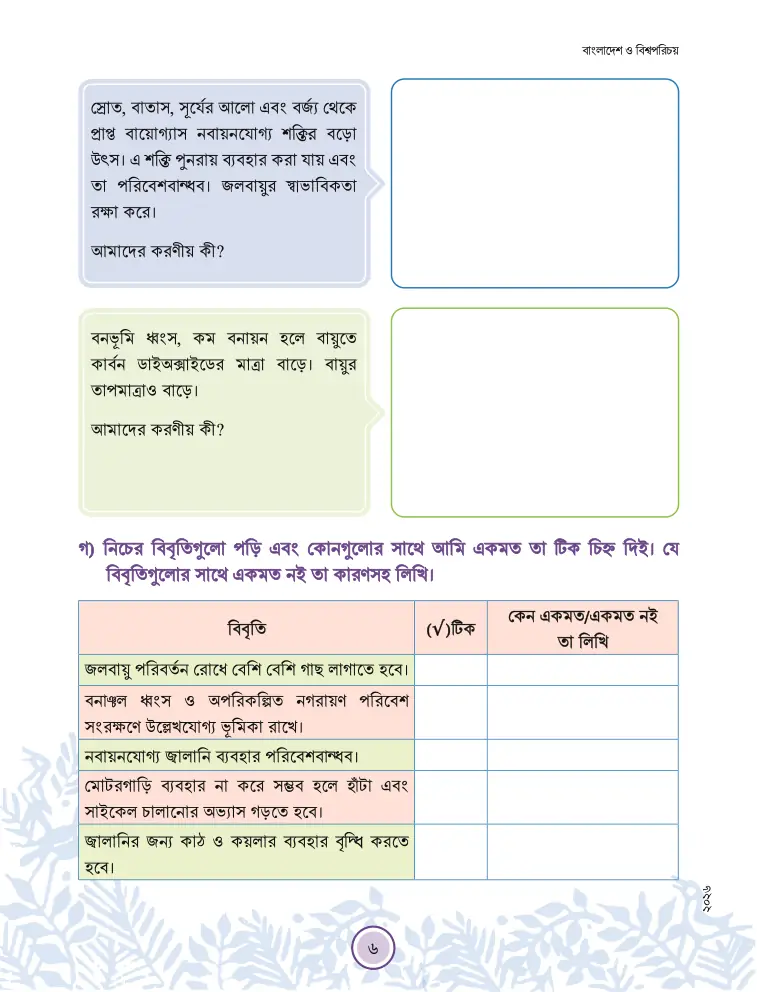 বাংলাদেশ ও বিশ্বপরিচয়
স্রোত, বাতাস, সূর্যের আলো এবং বর্জ্য থেকে
প্রাপ্ত বায়োগ্যাস নবায়নযোগ্য শক্তির বড়ো
উৎস। এ শক্তি পুনরায় ব্যবহার করা যায় এবং
তা পরিবেশবান্ধব। জলবায়ুর স্বাভাবিকতা
রক্ষা করে।
আমাদের করণীয় কী?
বনভূমি ধ্বংস, কম বনায়ন হলে বায়ুতে
কার্বন ডাইঅক্সাইডের মাত্রা বাড়ে। বায়ুর
তাপমাত্রাও বাড়ে।
আমাদের করণীয় কী?
গ) নিচের বিবৃতিগুলো পড়ি এবং কোনগুলোর সাথে আমি একমত তা টিক চিহ্ন দিই। যে
বিবৃতিগুলোর সাথে একমত নই তা কারণসহ লিখি।
বিবৃতি
(√)টিক
কেন একমত/একমত নই
তা লিখি
জলবায়ু পরিবর্তন রোধে বেশি বেশি গাছ লাগাতে হবে।
বনাঞ্চল ধ্বংস ও অপরিকল্পিত নগরায়ণ পরিবেশ
সংরক্ষণে উল্লেখযোগ্য ভূমিকা রাখে।
নবায়নযোগ্য জ্বালানি ব্যবহার পরিবেশবান্ধব।
মোটরগাড়ি ব্যবহার না করে সম্ভব হলে হাঁটা এবং
সাইকেল চালানোর অভ্যাস গড়তে হবে।
জ্বালানির জন্য কাঠ ও কয়লার ব্যবহার বৃদ্ধি করতে
হবে।
২০২৬
৬